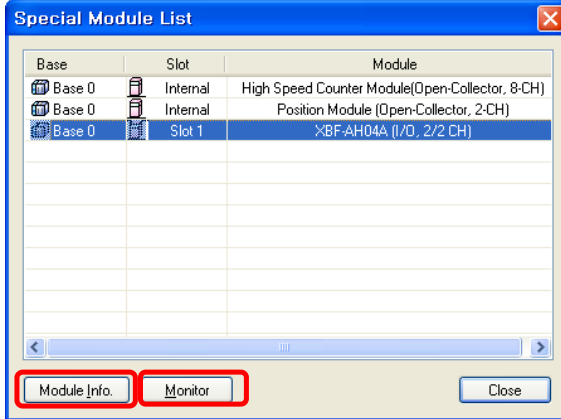 Special Module List
Base Slot Module
Base 0 Internal High Speed Counter Module(Open-Collector, 8-CH)
Base 0 Internal Position Module (Open-Collector, 2-CH)
Base 0 Slot 1 XBF-AH04A (I/O, 2/2 CH)
Module Info. Monitor Close